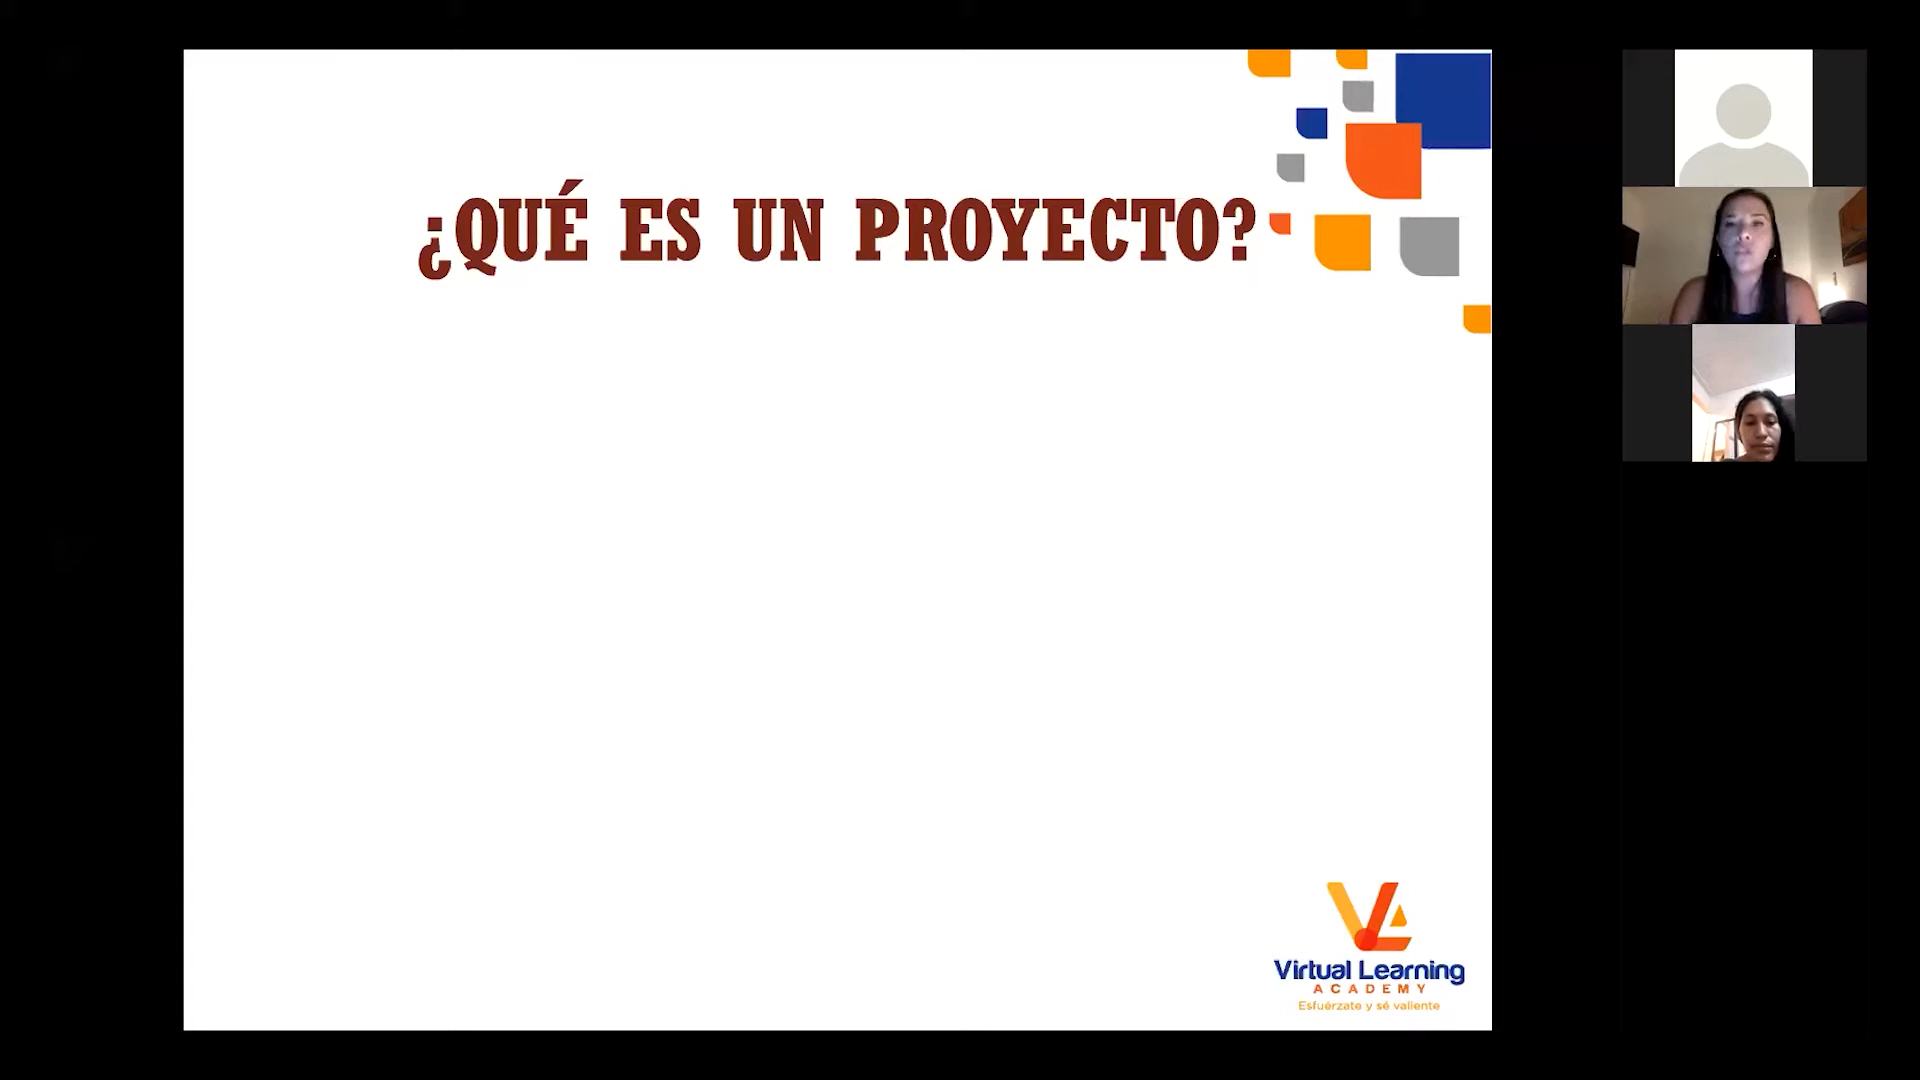 ¿QUÉ ES UN PROYECTO?
Virtual Learning
ACADEMY
Esfuérzate y sé valiente